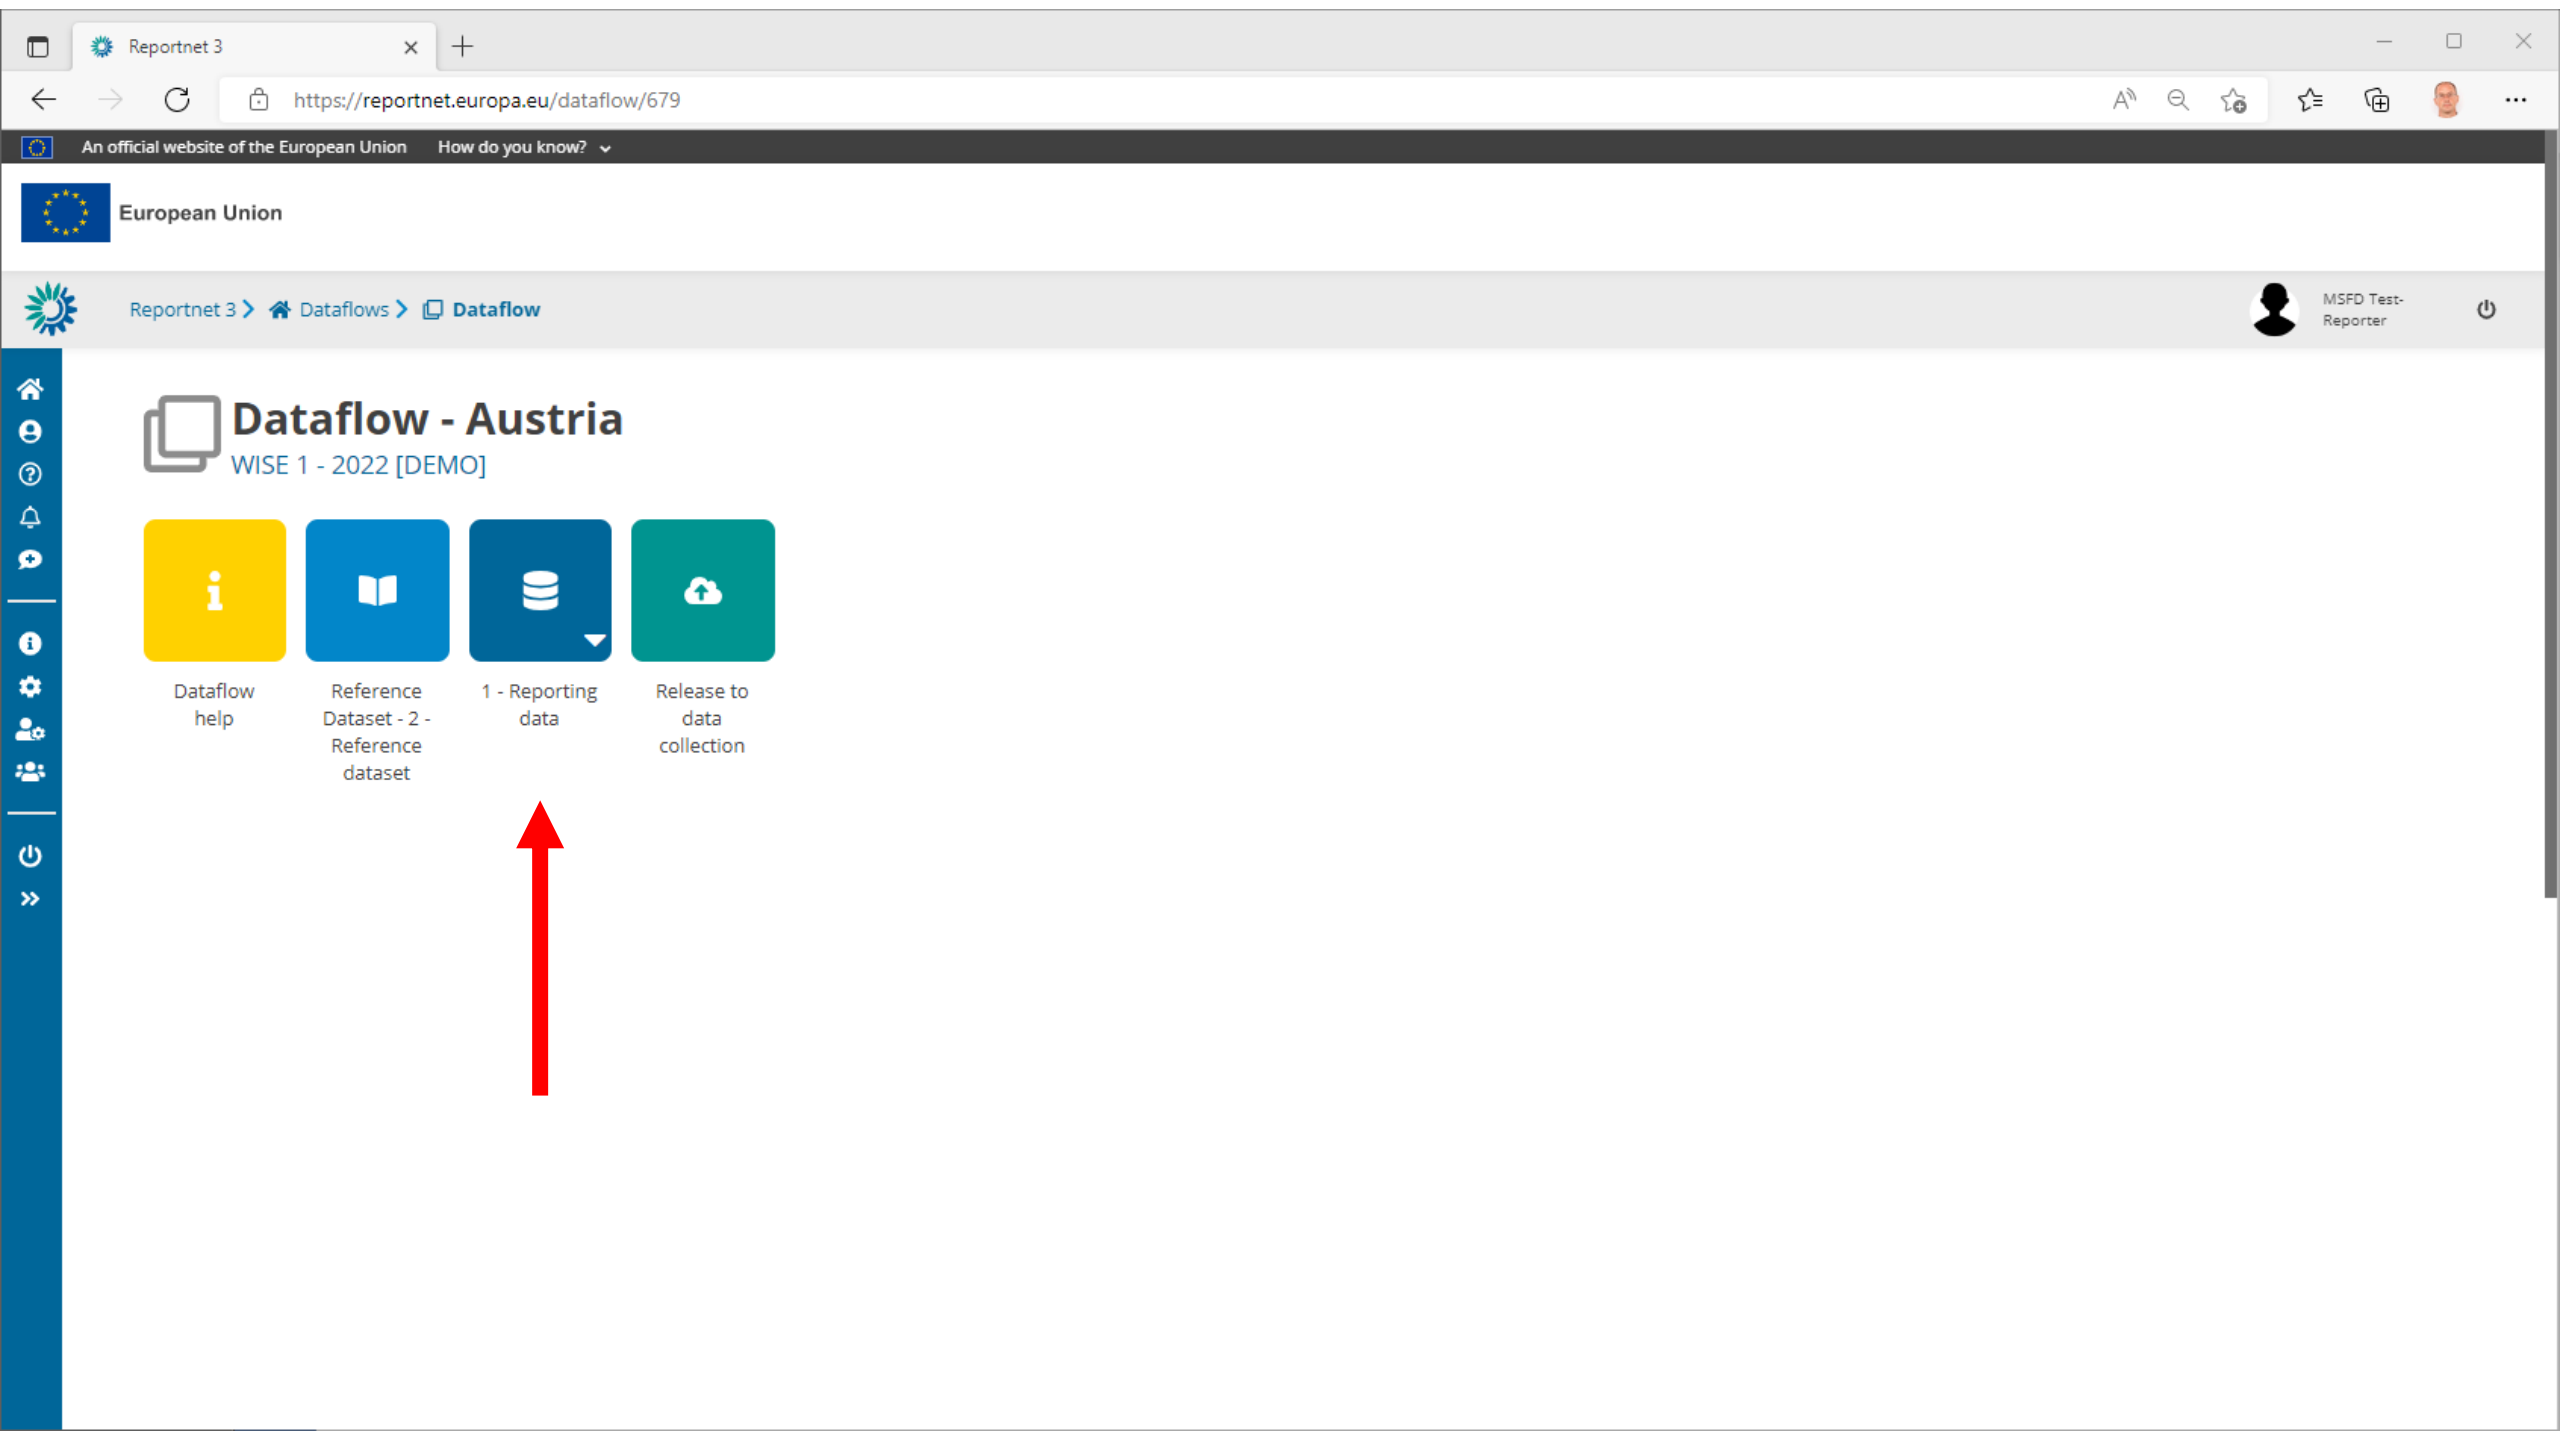 Reportnet 3
https://reportnet.europa.eu/dataflow/679
An official website of the European Union How do you know?
European Union
Reportnet 3 Dataflows Dataflow
MSFD Test-
Reporter
Dataflow - Austria
WISE 1 - 2022 [DEMO]
Dataflow
help
Reference
Dataset - 2 -
Reference
dataset
1 - Reporting
data
Release to
data
collection